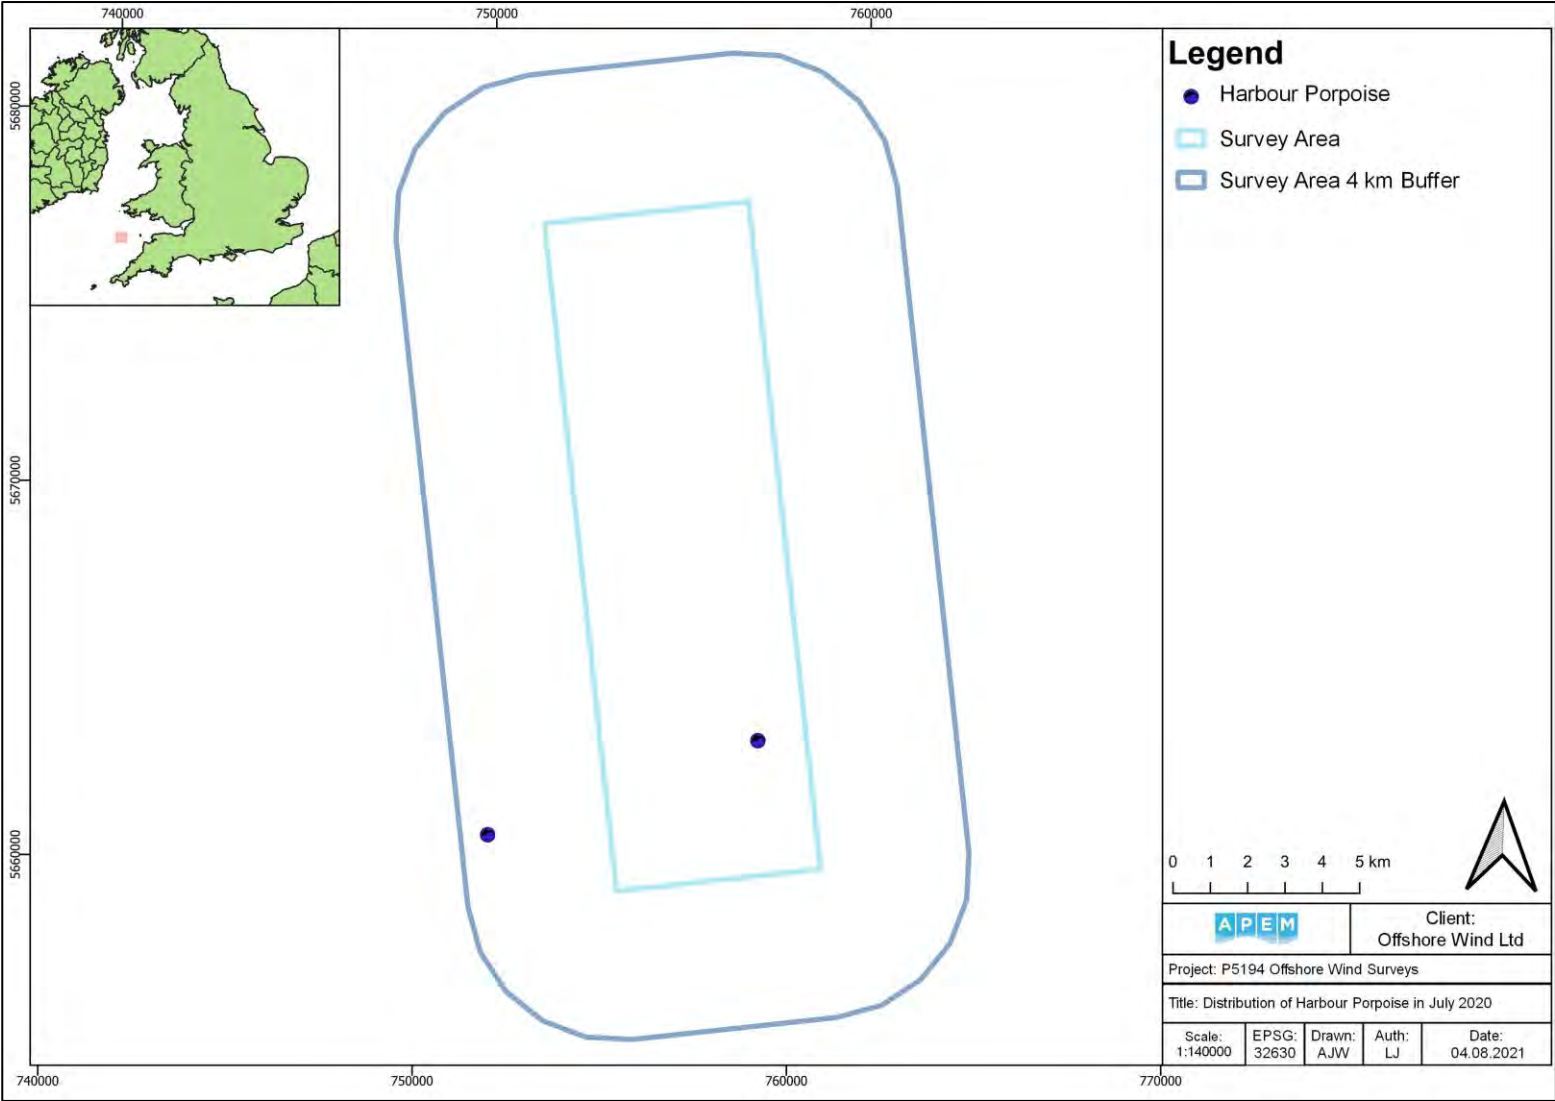 740000
750000
760000
5680000
5670000
5660000
740000
750000
760000
770000
Legend
Harbour Porpoise
Survey Area
Survey Area 4 km Buffer
0 1 2 3 4 5 km
APEM
Client:
Offshore Wind Ltd
Project: P5194 Offshore Wind Surveys
Title: Distribution of Harbour Porpoise in July 2020
Scale:
1:140000
EPSG:
32630
Drawn:
AJW
Auth:
LJ
Date:
04.08.2021